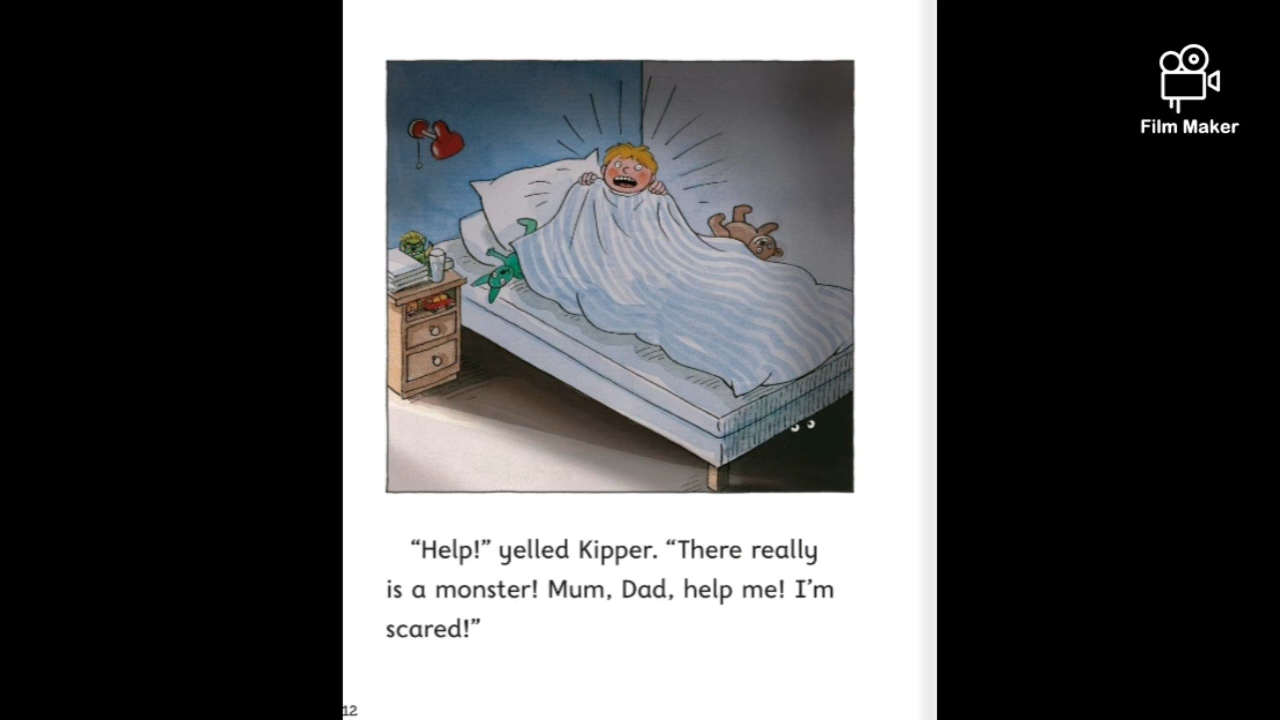 Film Maker
“Help!” yelled Kipper. “There really
is a monster! Mum, Dad, help me! I’m
scared!”
12